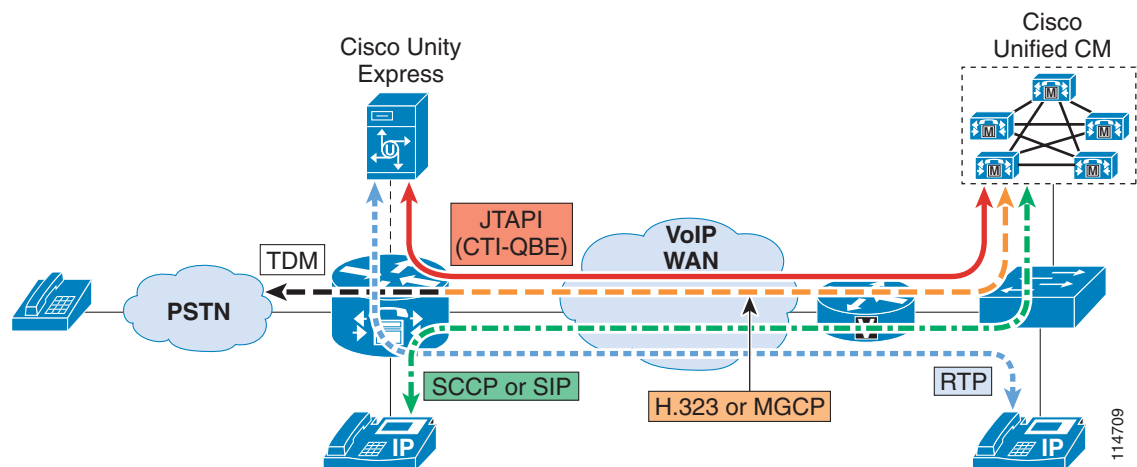 Cisco Unity
Express
Cisco
Unified CM
M
M
M
M
M
U
JTAPI
(CTI-QBE)
VoIP
WAN
TDM
PSTN
V
SCCP or SIP
H.323 or MGCP
RTP
IP
IP
114709